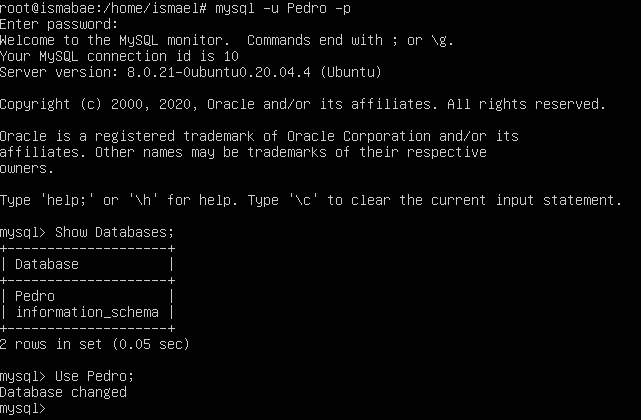 root@ismabae:/home/ismael# mysql -u Pedro -p
Enter password:
Welcome to the MySQL monitor.  Commands end with ; or \g.
Your MySQL connection id is 10
Server version: 8.0.21-0ubuntu0.20.04.4 (Ubuntu)

Copyright (c) 2000, 2020, Oracle and/or its affiliates. All rights reserved.

Oracle is a registered trademark of Oracle Corporation and/or its
affiliates. Other names may be trademarks of their respective
owners.

Type 'help;' or '\h' for help. Type '\c' to clear the current input statement.

mysql> Show Databases;
+--------------------+
| Database           |
+--------------------+
| Pedro              |
| information_schema |
+--------------------+
2 rows in set (0.05 sec)

mysql> Use Pedro;
Database changed
mysql>